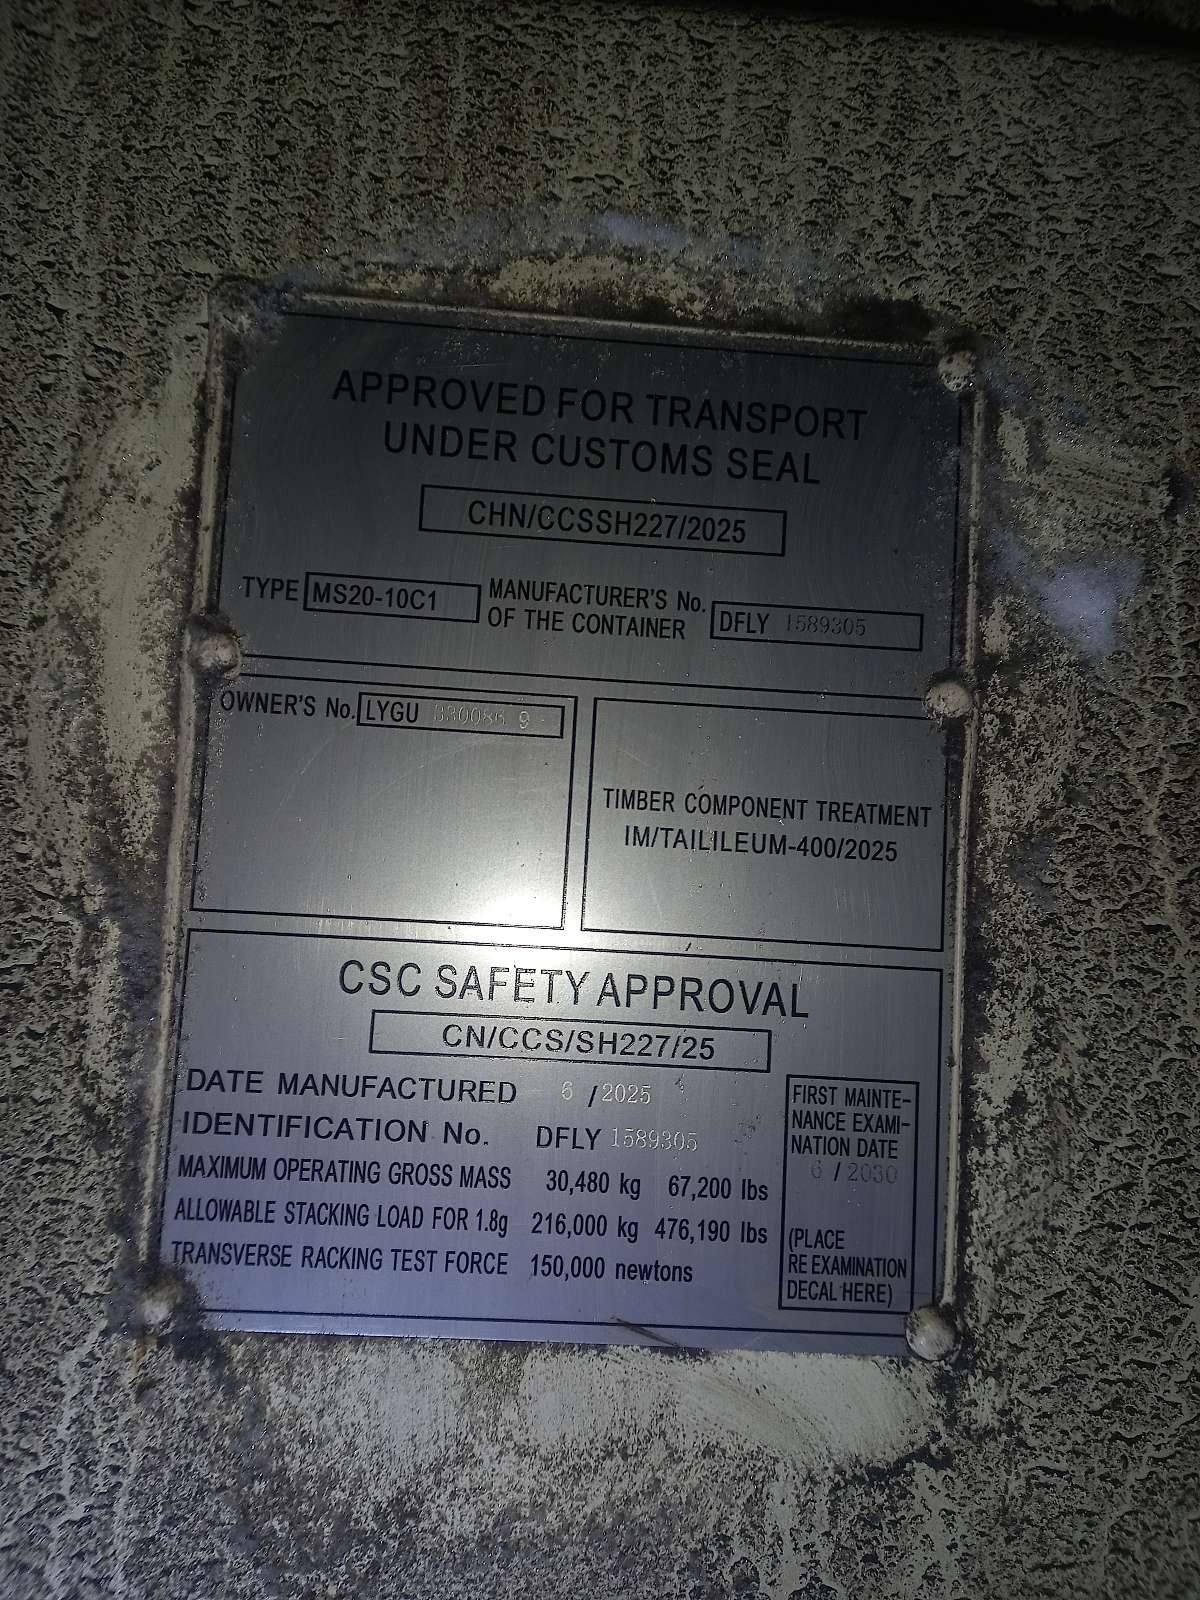 APPROVED FOR TRANSPORT
UNDER CUSTOMS SEAL
CHN/CCSSH227/2025
TYPE MS20-10C1 MANUFACTURER'S No. OF THE CONTAINER DFLY 1589305
OWNER'S No. LYGU 330086 9
TIMBER COMPONENT TREATMENT
IM/TAILILEUM-400/2025
CSC SAFETY APPROVAL
CN/CCS/SH227/25
DATE MANUFACTURED 6 / 2025
IDENTIFICATION No. DFLY 1589305
MAXIMUM OPERATING GROSS MASS 30,480 kg 67,200 lbs
ALLOWABLE STACKING LOAD FOR 1.8g 216,000 kg 476,190 lbs
TRANSVERSE RACKING TEST FORCE 150,000 newtons
FIRST MAINTE-
NANCE EXAMI-
NATION DATE
6 / 2030
(PLACE
RE EXAMINATION
DECAL HERE)